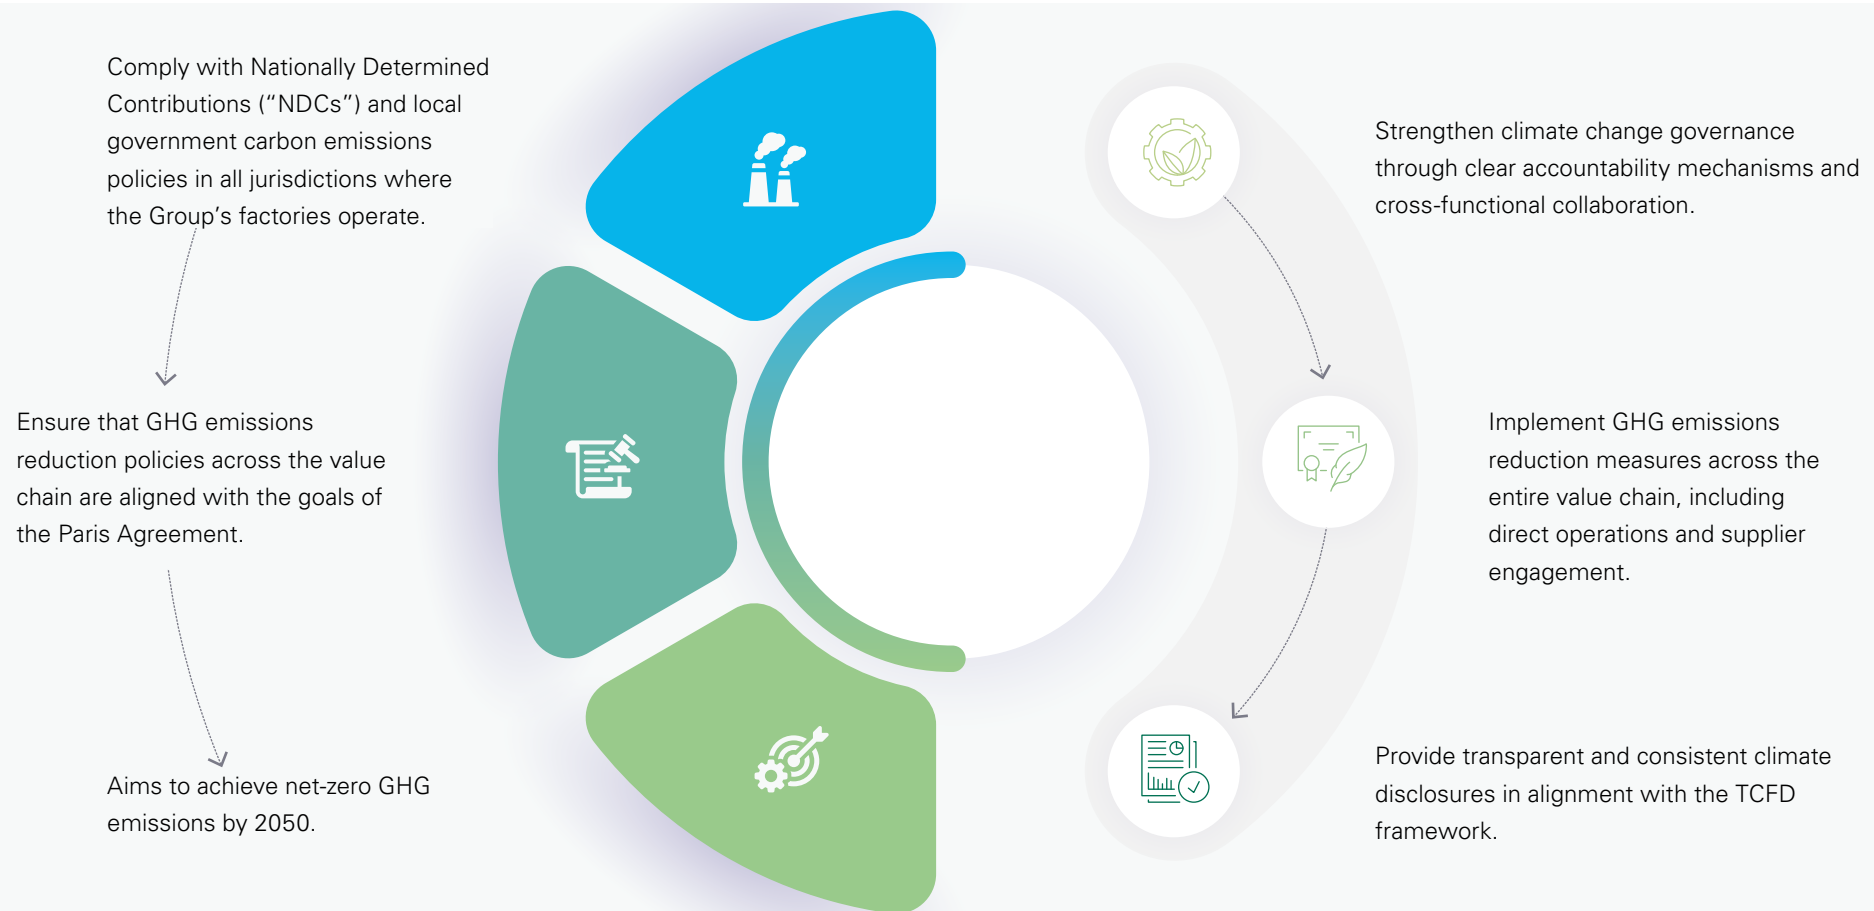 Comply with Nationally Determined
Contributions (“NDCs”) and local
government carbon emissions
policies in all jurisdictions where
the Group’s factories operate.
Ensure that GHG emissions
reduction policies across the value
chain are aligned with the goals of
the Paris Agreement.
Aims to achieve net-zero GHG
emissions by 2050.
Strengthen climate change governance
through clear accountability mechanisms and
cross-functional collaboration.
Implement GHG emissions
reduction measures across the
entire value chain, including
direct operations and supplier
engagement.
Provide transparent and consistent climate
disclosures in alignment with the TCFD
framework.